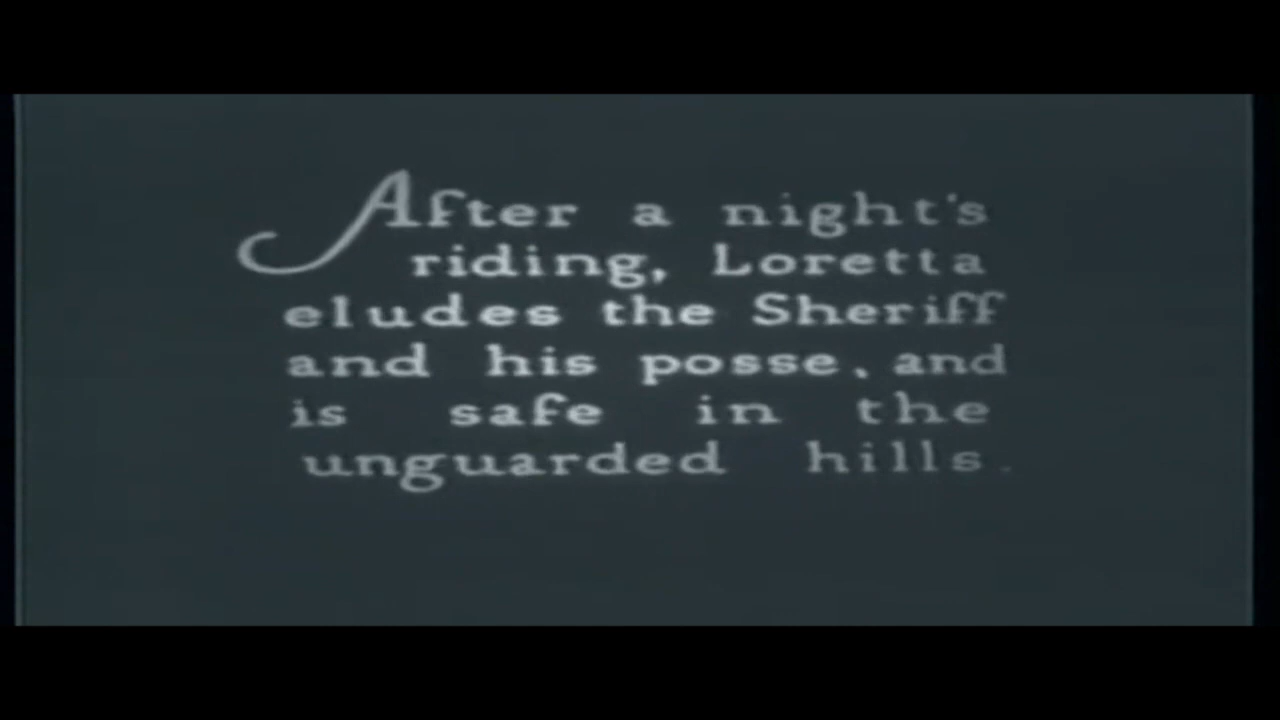 After a night's
riding, Loretta
eludes the Sheriff
and his posse, and
is safe in the
unguarded hills.